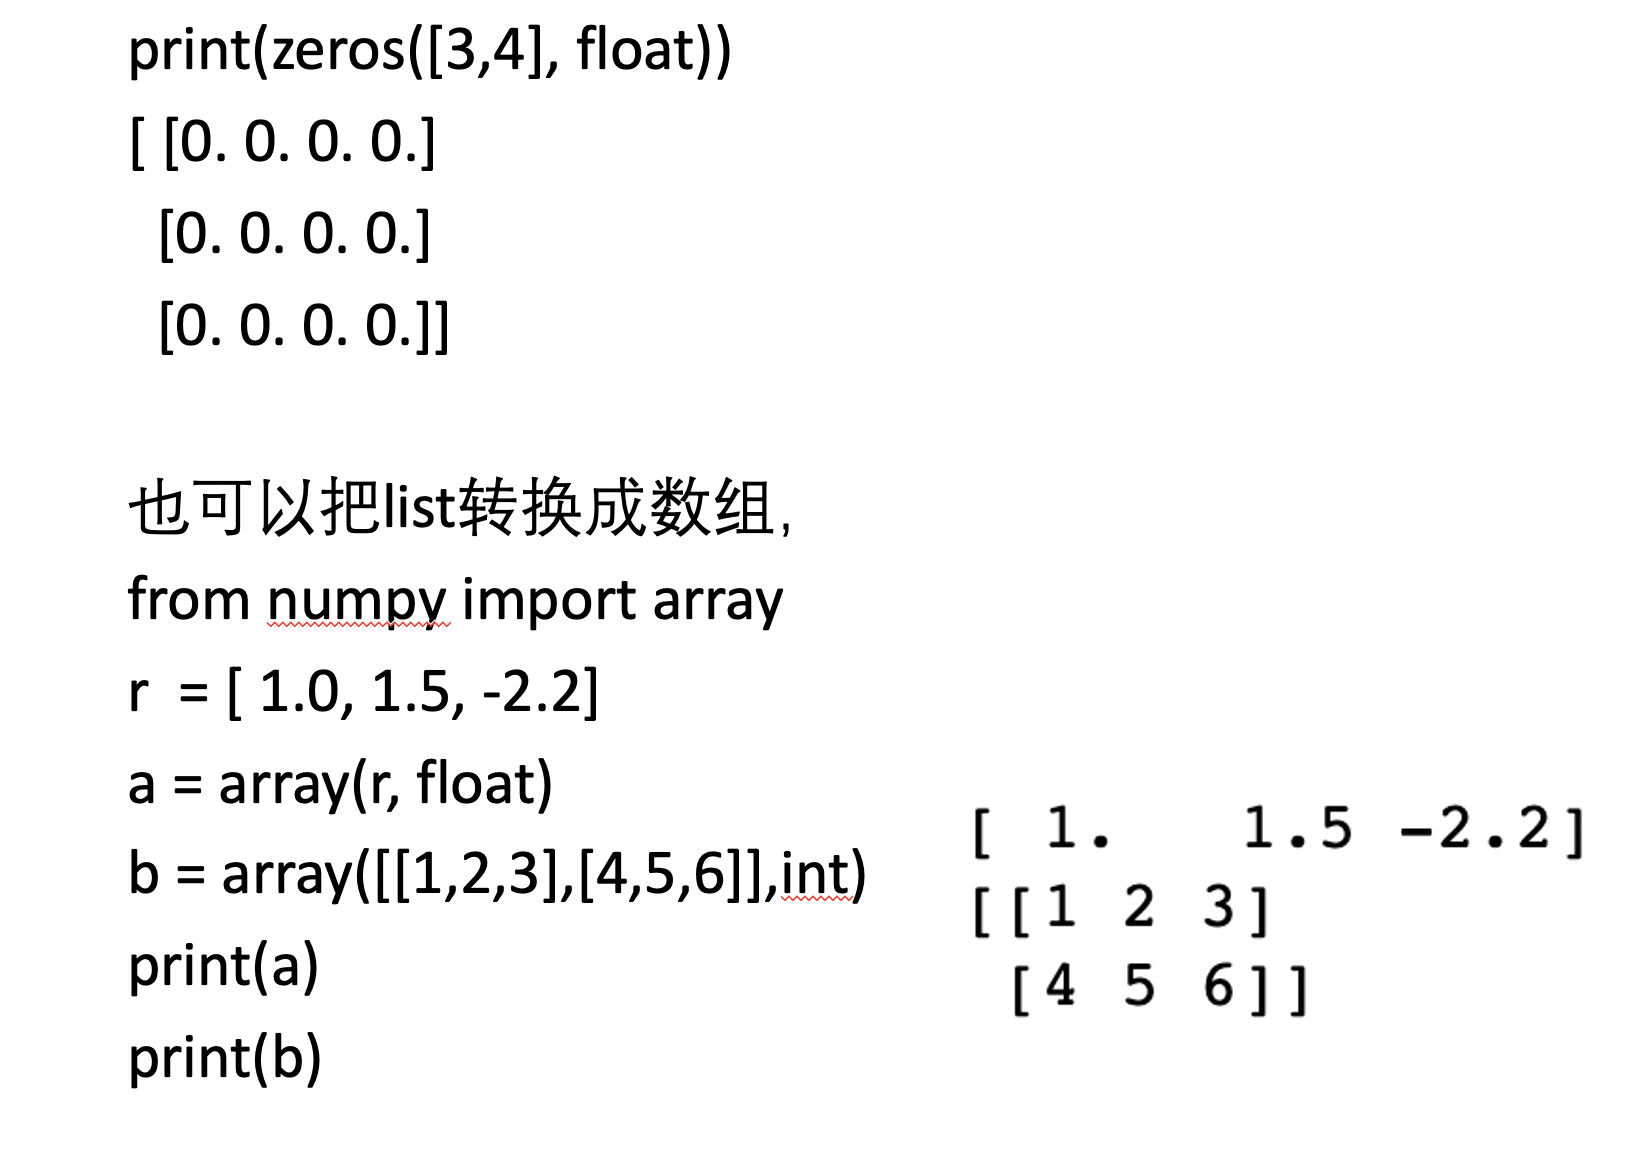 print(zeros([3,4], float))
[ [0. 0. 0. 0.]
[0. 0. 0. 0.]
[0. 0. 0. 0.]]
也可以把list转换成数组,
from numpy import array
r  = [ 1.0, 1.5, -2.2]
a = array(r, float)
b = array([[1,2,3],[4,5,6]],int)
print(a)
print(b)
[ 1.   1.5 -2.2]
[[1 2 3]
[4 5 6]]